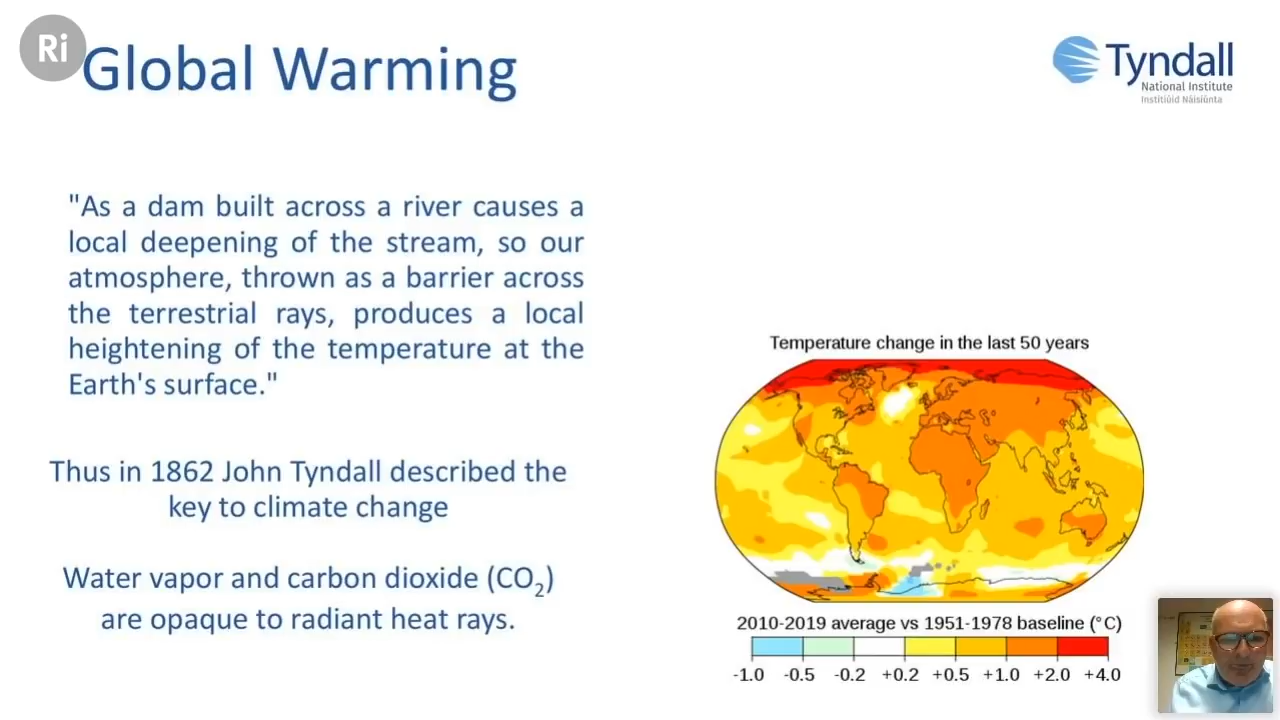 Ri
Global Warming
Tyndall
National Institute
Institiúid Náisiúnta
"As a dam built across a river causes a
local deepening of the stream, so our
atmosphere, thrown as a barrier across
the terrestrial rays, produces a local
heightening of the temperature at the
Earth's surface."
Thus in 1862 John Tyndall described the
key to climate change
Water vapor and carbon dioxide (CO₂)
are opaque to radiant heat rays.
Temperature change in the last 50 years
2010-2019 average vs 1951-1978 baseline (°C)
-1.0 -0.5 -0.2 +0.2 +0.5 +1.0 +2.0 +4.0